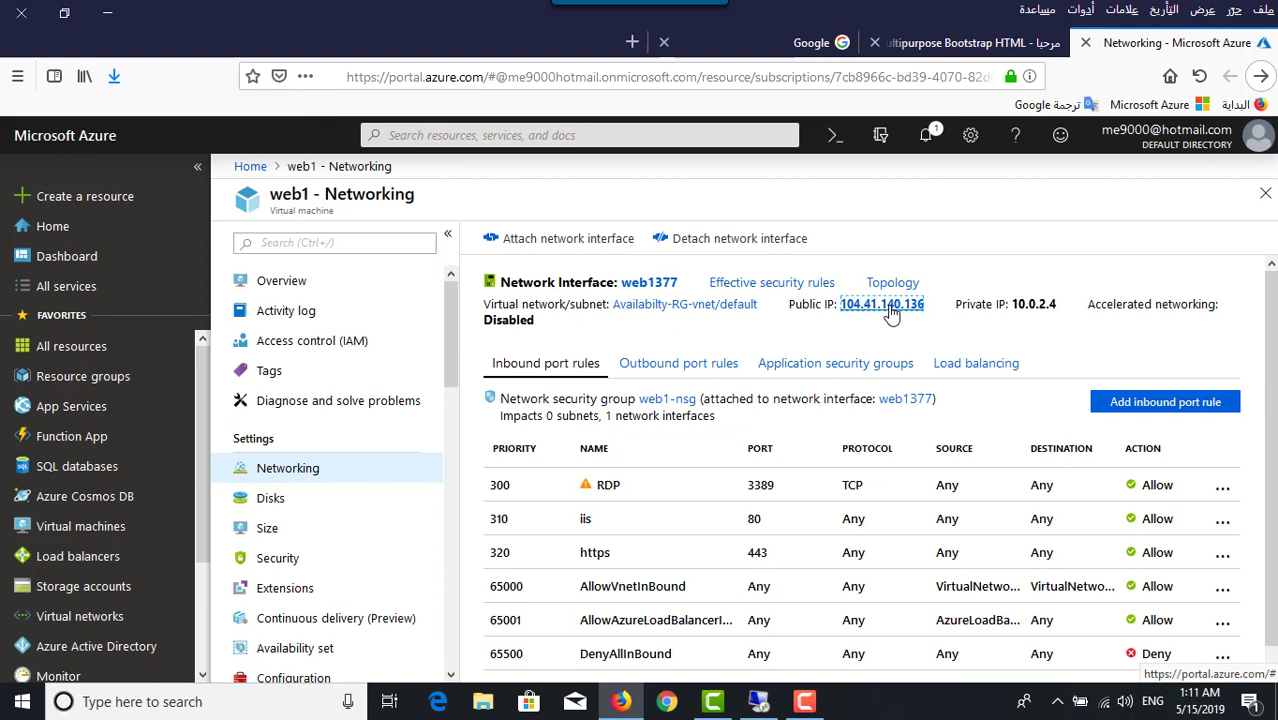 ملف تحرير عرض التأريخ علامات أدوات مساعدة
Networking - Microsoft Azure
مرحبا - ultipurpose Bootstrap HTML
Google
https://portal.azure.com/#@me9000hotmail.onmicrosoft.com/resource/subscriptions/7cb8966c-bd39-4070-82d
البداية
Microsoft Azure
ترجمة Google
Microsoft Azure
Search resources, services, and docs
1
me9000@hotmail.com
DEFAULT DIRECTORY
«
Create a resource
Home
Dashboard
All services
FAVORITES
All resources
Resource groups
App Services
Function App
SQL databases
Azure Cosmos DB
Virtual machines
Load balancers
Storage accounts
Virtual networks
Azure Active Directory
Monitor
Home > web1 - Networking
web1 - Networking
Virtual machine
Search (Ctrl+/)
«
Overview
Activity log
Access control (IAM)
Tags
Diagnose and solve problems
Settings
Networking
Disks
Size
Security
Extensions
Continuous delivery (Preview)
Availability set
Configuration
Attach network interface Detach network interface
Network Interface: web1377 Effective security rules Topology
Virtual network/subnet: Availabilty-RG-vnet/default Public IP: 104.41.140.136 Private IP: 10.0.2.4 Accelerated networking:
Disabled
Inbound port rules Outbound port rules Application security groups Load balancing
Network security group web1-nsg (attached to network interface: web1377)
Impacts 0 subnets, 1 network interfaces
Add inbound port rule
PRIORITY NAME PORT PROTOCOL SOURCE DESTINATION ACTION
300 RDP 3389 TCP Any Any Allow ...
310 iis 80 Any Any Any Allow ...
320 https 443 Any Any Any Allow ...
65000 AllowVnetInBound Any Any VirtualNetwo... VirtualNetwo... Allow ...
65001 AllowAzureLoadBalancerI... Any Any AzureLoadBa... Any Allow ...
65500 DenyAllInBound Any Any Any Any Deny ...
https://portal.azure.com/#
Type here to search
ENG
1:11 AM
5/15/2019
1